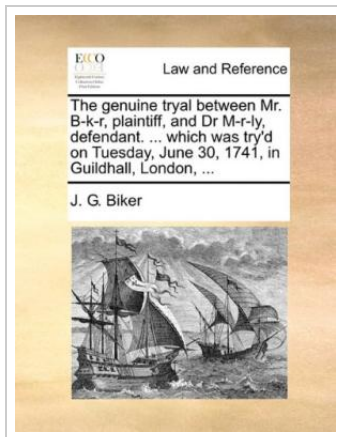 ECCO
Law and Reference
The genuine tryal between Mr.
B-k-r, plaintiff, and Dr M-r-ly,
defendant. ... which was try'd
on Tuesday, June 30, 1741, in
Guildhall, London, ...
J. G. Biker